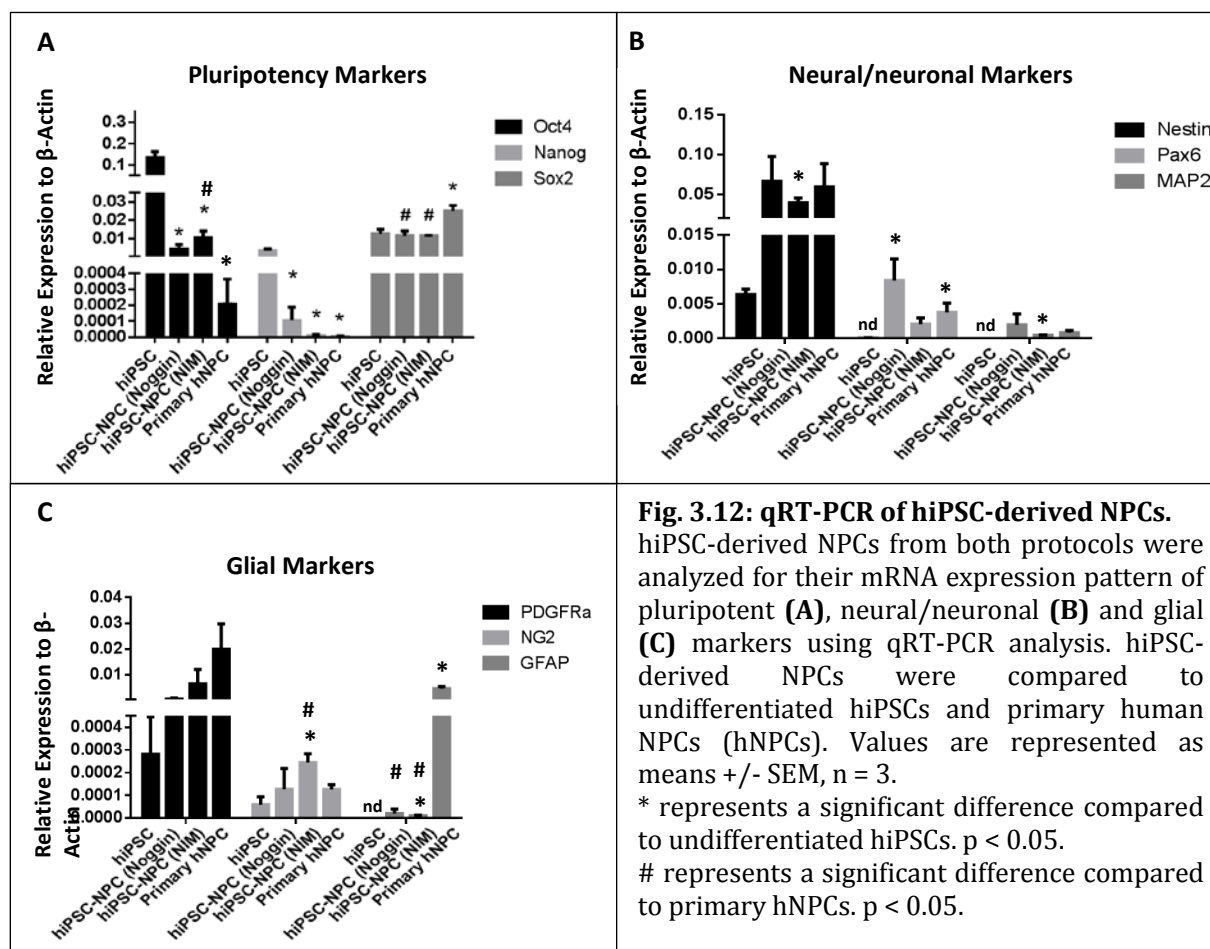 A
Pluripotency Markers
Relative Expression to β-Actin
0.3
0.2
0.1
0.03
0.02
0.01
0.0004
0.0003
0.0002
0.0001
0.0000
Oct4
Nanog
Sox2
*
#
*
*
*
*
*
#
#
*
hiPSC
hiPSC-NPC (Noggin)
hiPSC-NPC (NIM)
Primary hNPC
hiPSC
hiPSC-NPC (Noggin)
hiPSC-NPC (NIM)
Primary hNPC
hiPSC
hiPSC-NPC (Noggin)
hiPSC-NPC (NIM)
Primary hNPC
B
Neural/neuronal Markers
Relative Expression to β-Actin
0.15
0.10
0.05
0.015
0.010
0.005
0.000
Nestin
Pax6
MAP2
*
nd
*
*
nd
*
hiPSC
hiPSC-NPC (Noggin)
hiPSC-NPC (NIM)
Primary hNPC
hiPSC
hiPSC-NPC (Noggin)
hiPSC-NPC (NIM)
Primary hNPC
hiPSC
hiPSC-NPC (Noggin)
hiPSC-NPC (NIM)
Primary hNPC
C
Glial Markers
Relative Expression to β-
Actin
0.04
0.03
0.02
0.01
0.0004
0.0003
0.0002
0.0001
0.0000
PDGFRa
NG2
GFAP
#
*
nd
#
#
*
*
hiPSC
hiPSC-NPC (Noggin)
hiPSC-NPC (NIM)
Primary hNPC
hiPSC
hiPSC-NPC (Noggin)
hiPSC-NPC (NIM)
Primary hNPC
hiPSC
hiPSC-NPC (Noggin)
hiPSC-NPC (NIM)
Primary hNPC
Fig. 3.12: qRT-PCR of hiPSC-derived NPCs.
hiPSC-derived NPCs from both protocols were
analyzed for their mRNA expression pattern of
pluripotent (A), neural/neuronal (B) and glial
(C) markers using qRT-PCR analysis. hiPSC-
derived NPCs were compared to
undifferentiated hiPSCs and primary human
NPCs (hNPCs). Values are represented as
means +/- SEM, n = 3.
* represents a significant difference compared
to undifferentiated hiPSCs. p < 0.05.
# represents a significant difference compared
to primary hNPCs. p < 0.05.